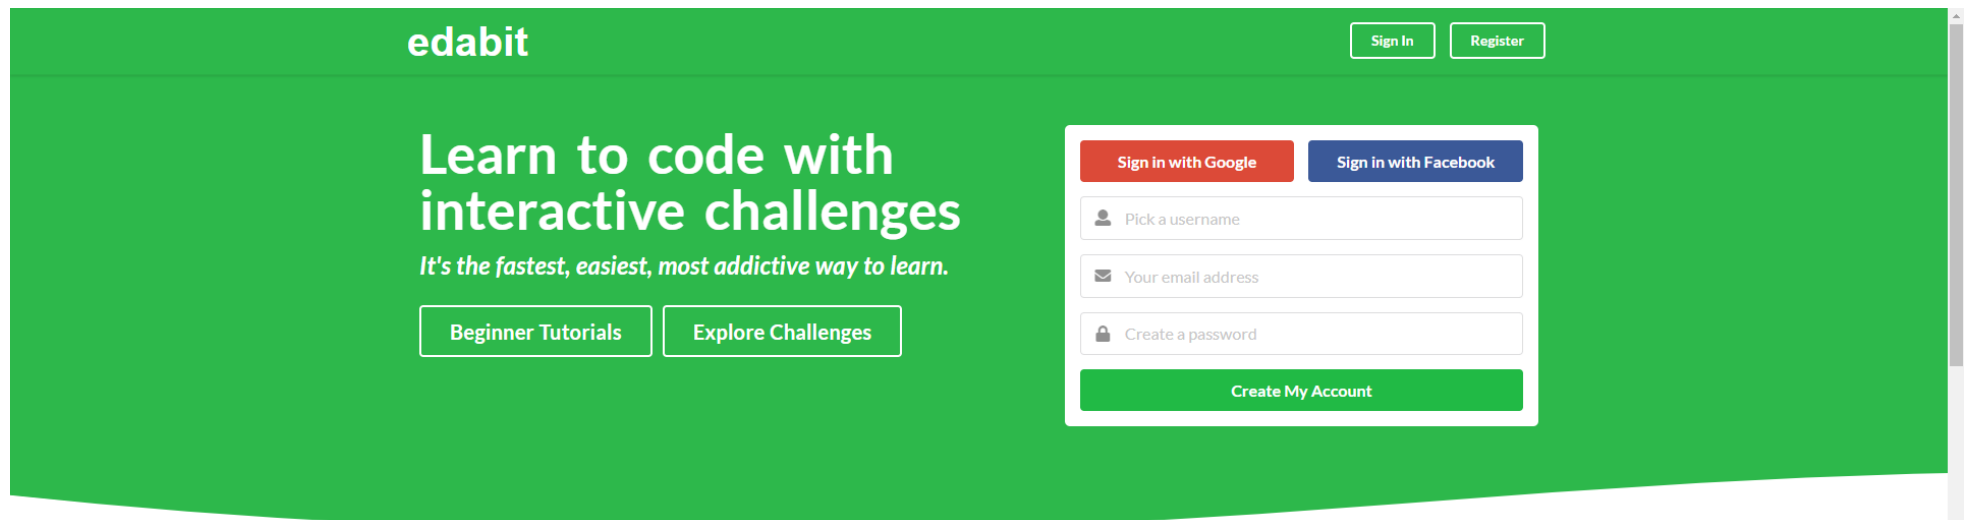 edabit
Sign In
Register
Learn to code with
interactive challenges
It's the fastest, easiest, most addictive way to learn.
Beginner Tutorials
Explore Challenges
Sign in with Google
Sign in with Facebook
Pick a username
Your email address
Create a password
Create My Account